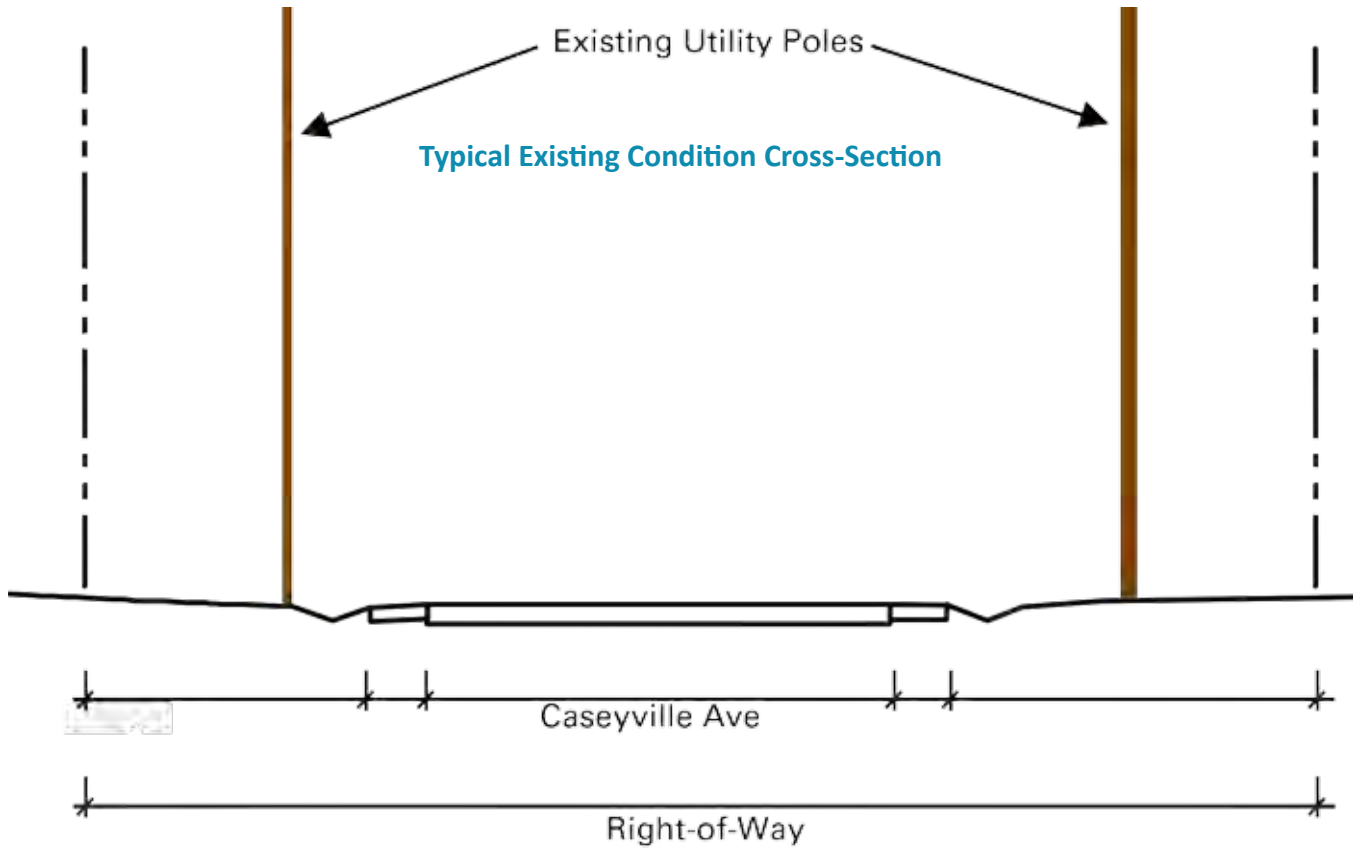 Existing Utility Poles
Typical Existing Condition Cross-Section
Caseyville Ave
Right-of-Way